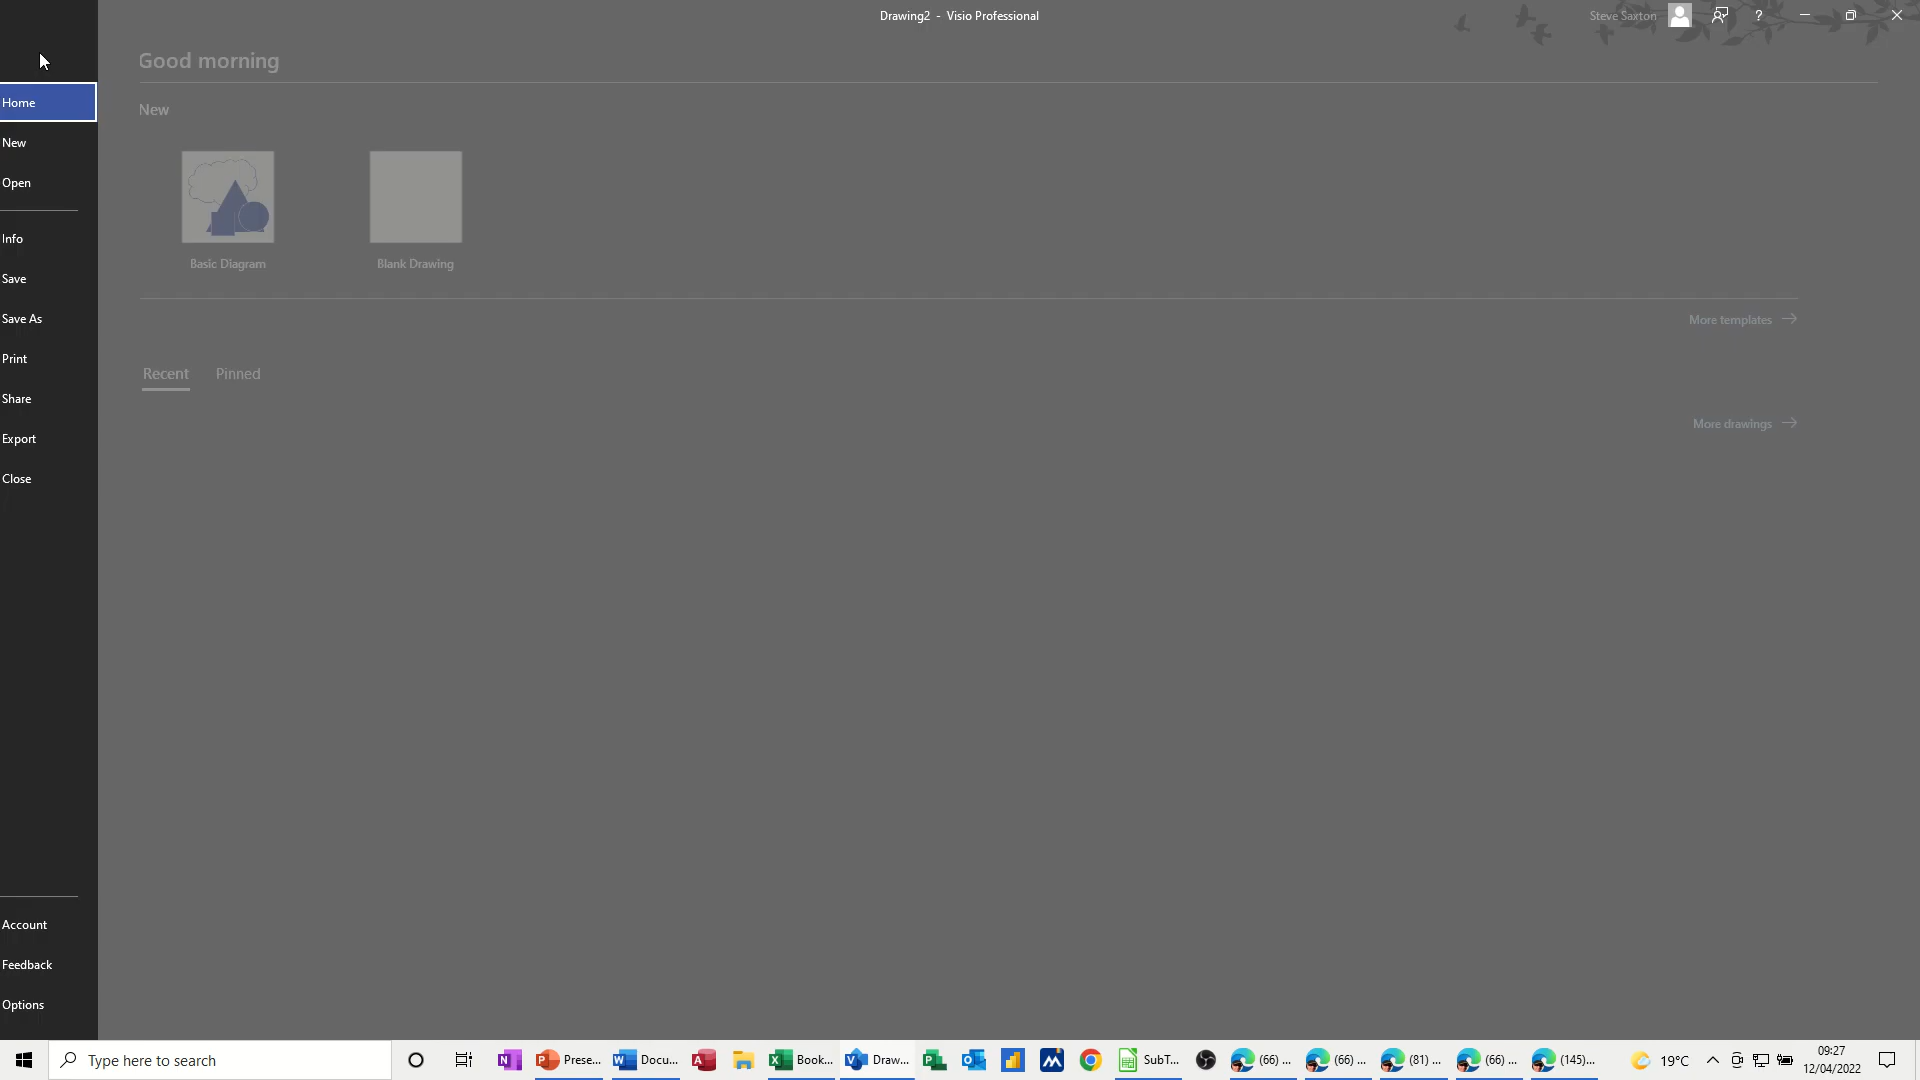 Drawing2 - Visio Professional
Steve Saxton
?
Good morning
Home
New
New
Open
Basic Diagram
Blank Drawing
Info
Save
Save As
More templates
Print
Recent
Pinned
Share
More drawings
Export
Close
Account
Feedback
Options
Type here to search
Prese...
Docu...
Book...
Draw...
SubT...
(66) ...
(66) ...
(81) ...
(66) ...
(145)...
19°C
09:27
12/04/2022